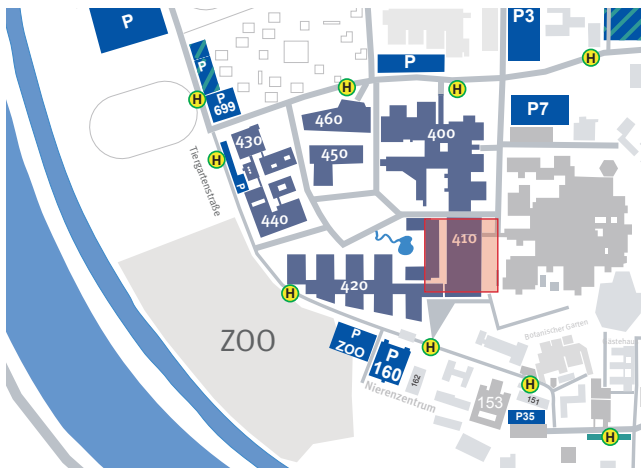 P
P3
P
P
P
699
H
H
H
H
P7
460
400
430
450
H
Tiergartenstraße
P
440
410
420
H
ZOO
P
ZOO
P
160
H
Botanischer Garten
162
Nierenzentrum
153
H
151
P35
H